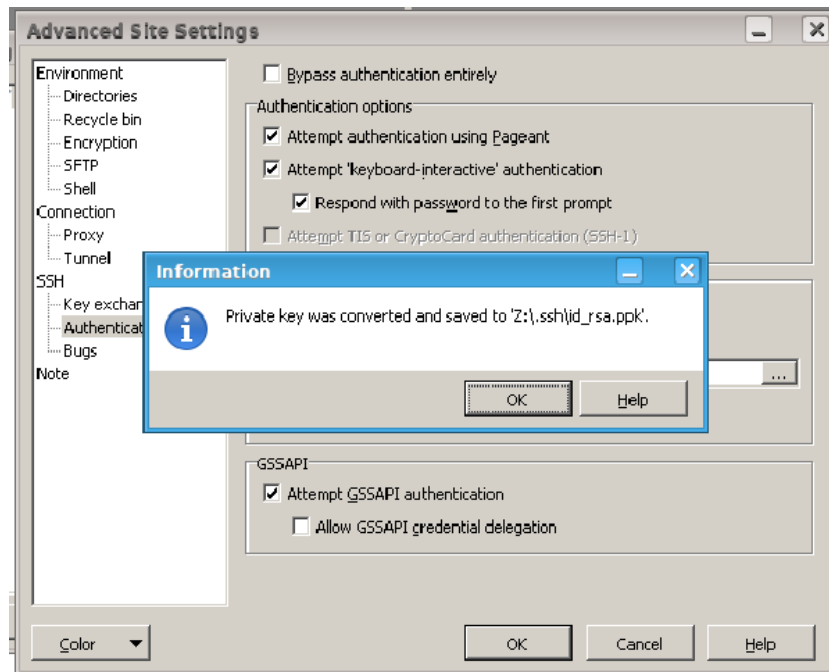 Advanced Site Settings
Environment
Directories
Recycle bin
Encryption
SFTP
Shell
Connection
Proxy
Tunnel
SSH
Key exchan
Authenticat
Bugs
Note
Bypass authentication entirely
Authentication options
Attempt authentication using Pageant
Attempt 'keyboard-interactive' authentication
Respond with password to the first prompt
Attempt TIS or CryptoCard authentication (SSH-1)
Information
Private key was converted and saved to 'Z:\.ssh\id_rsa.ppk'.
OK
Help
...
GSSAPI
Attempt GSSAPI authentication
Allow GSSAPI credential delegation
Color
OK
Cancel
Help